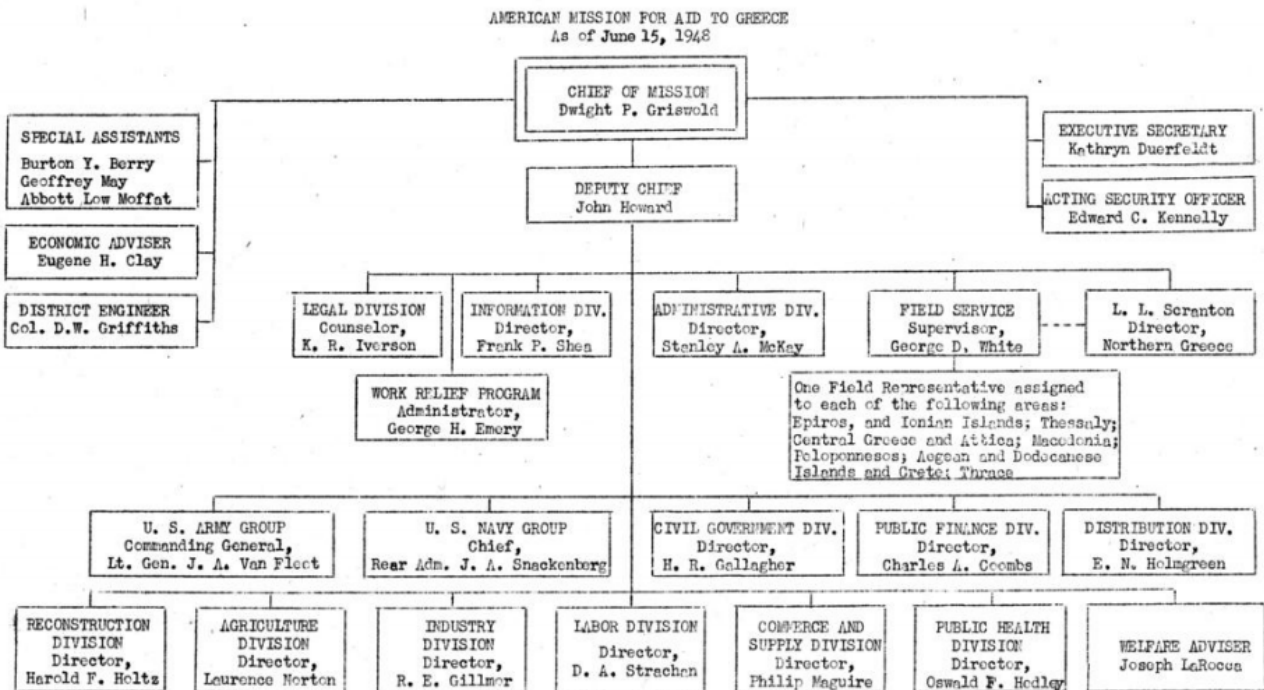 AMERICAN MISSION FOR AID TO GREECE
As of June 15, 1948
CHIEF OF MISSION
Dwight P. Griswold
SPECIAL ASSISTANTS
Burton Y. Berry
Geoffrey May
Abbott Low Moffat
EXECUTIVE SECRETARY
Kathryn Duerfeldt
DEPUTY CHIEF
John Howard
ACTING SECURITY OFFICER
Edward C. Kennelly
ECONOMIC ADVISER
Eugene H. Clay
DISTRICT ENGINEER
Col. D.W. Griffiths
LEGAL DIVISION
Counselor,
K. R. Iverson
INFORMATION DIV.
Director,
Frank P. Shea
ADMINISTRATIVE DIV.
Director,
Stanley A. McKay
FIELD SERVICE
Supervisor,
George D. White
L. L. Scranton
Director,
Northern Greece
WORK RELIEF PROGRAM
Administrator,
George H. Emery
One Field Representative assigned
to each of the following areas:
Epiros, and Ionian Islands; Thessaly;
Central Greece and Attica; Macedonia;
Peloponnesos; Aegean and Dodecanese
Islands and Crete; Thrace
U. S. ARMY GROUP
Commanding General,
Lt. Gen. J. A. Van Fleet
U. S. NAVY GROUP
Chief,
Rear Adm. J. A. Snackenberg
CIVIL GOVERNMENT DIV.
Director,
H. R. Gallagher
PUBLIC FINANCE DIV.
Director,
Charles A. Coombs
DISTRIBUTION DIV.
Director,
E. N. Holmgreen
RECONSTRUCTION
DIVISION
Director,
Harold F. Holtz
AGRICULTURE
DIVISION
Director,
Laurence Norton
INDUSTRY
DIVISION
Director,
R. E. Gillmor
LABOR DIVISION
Director,
D. A. Strachan
COMMERCE AND
SUPPLY DIVISION
Director,
Philip Maguire
PUBLIC HEALTH
DIVISION
Director,
Oswald F. Hedley
WELFARE ADVISER
Joseph LaRocca